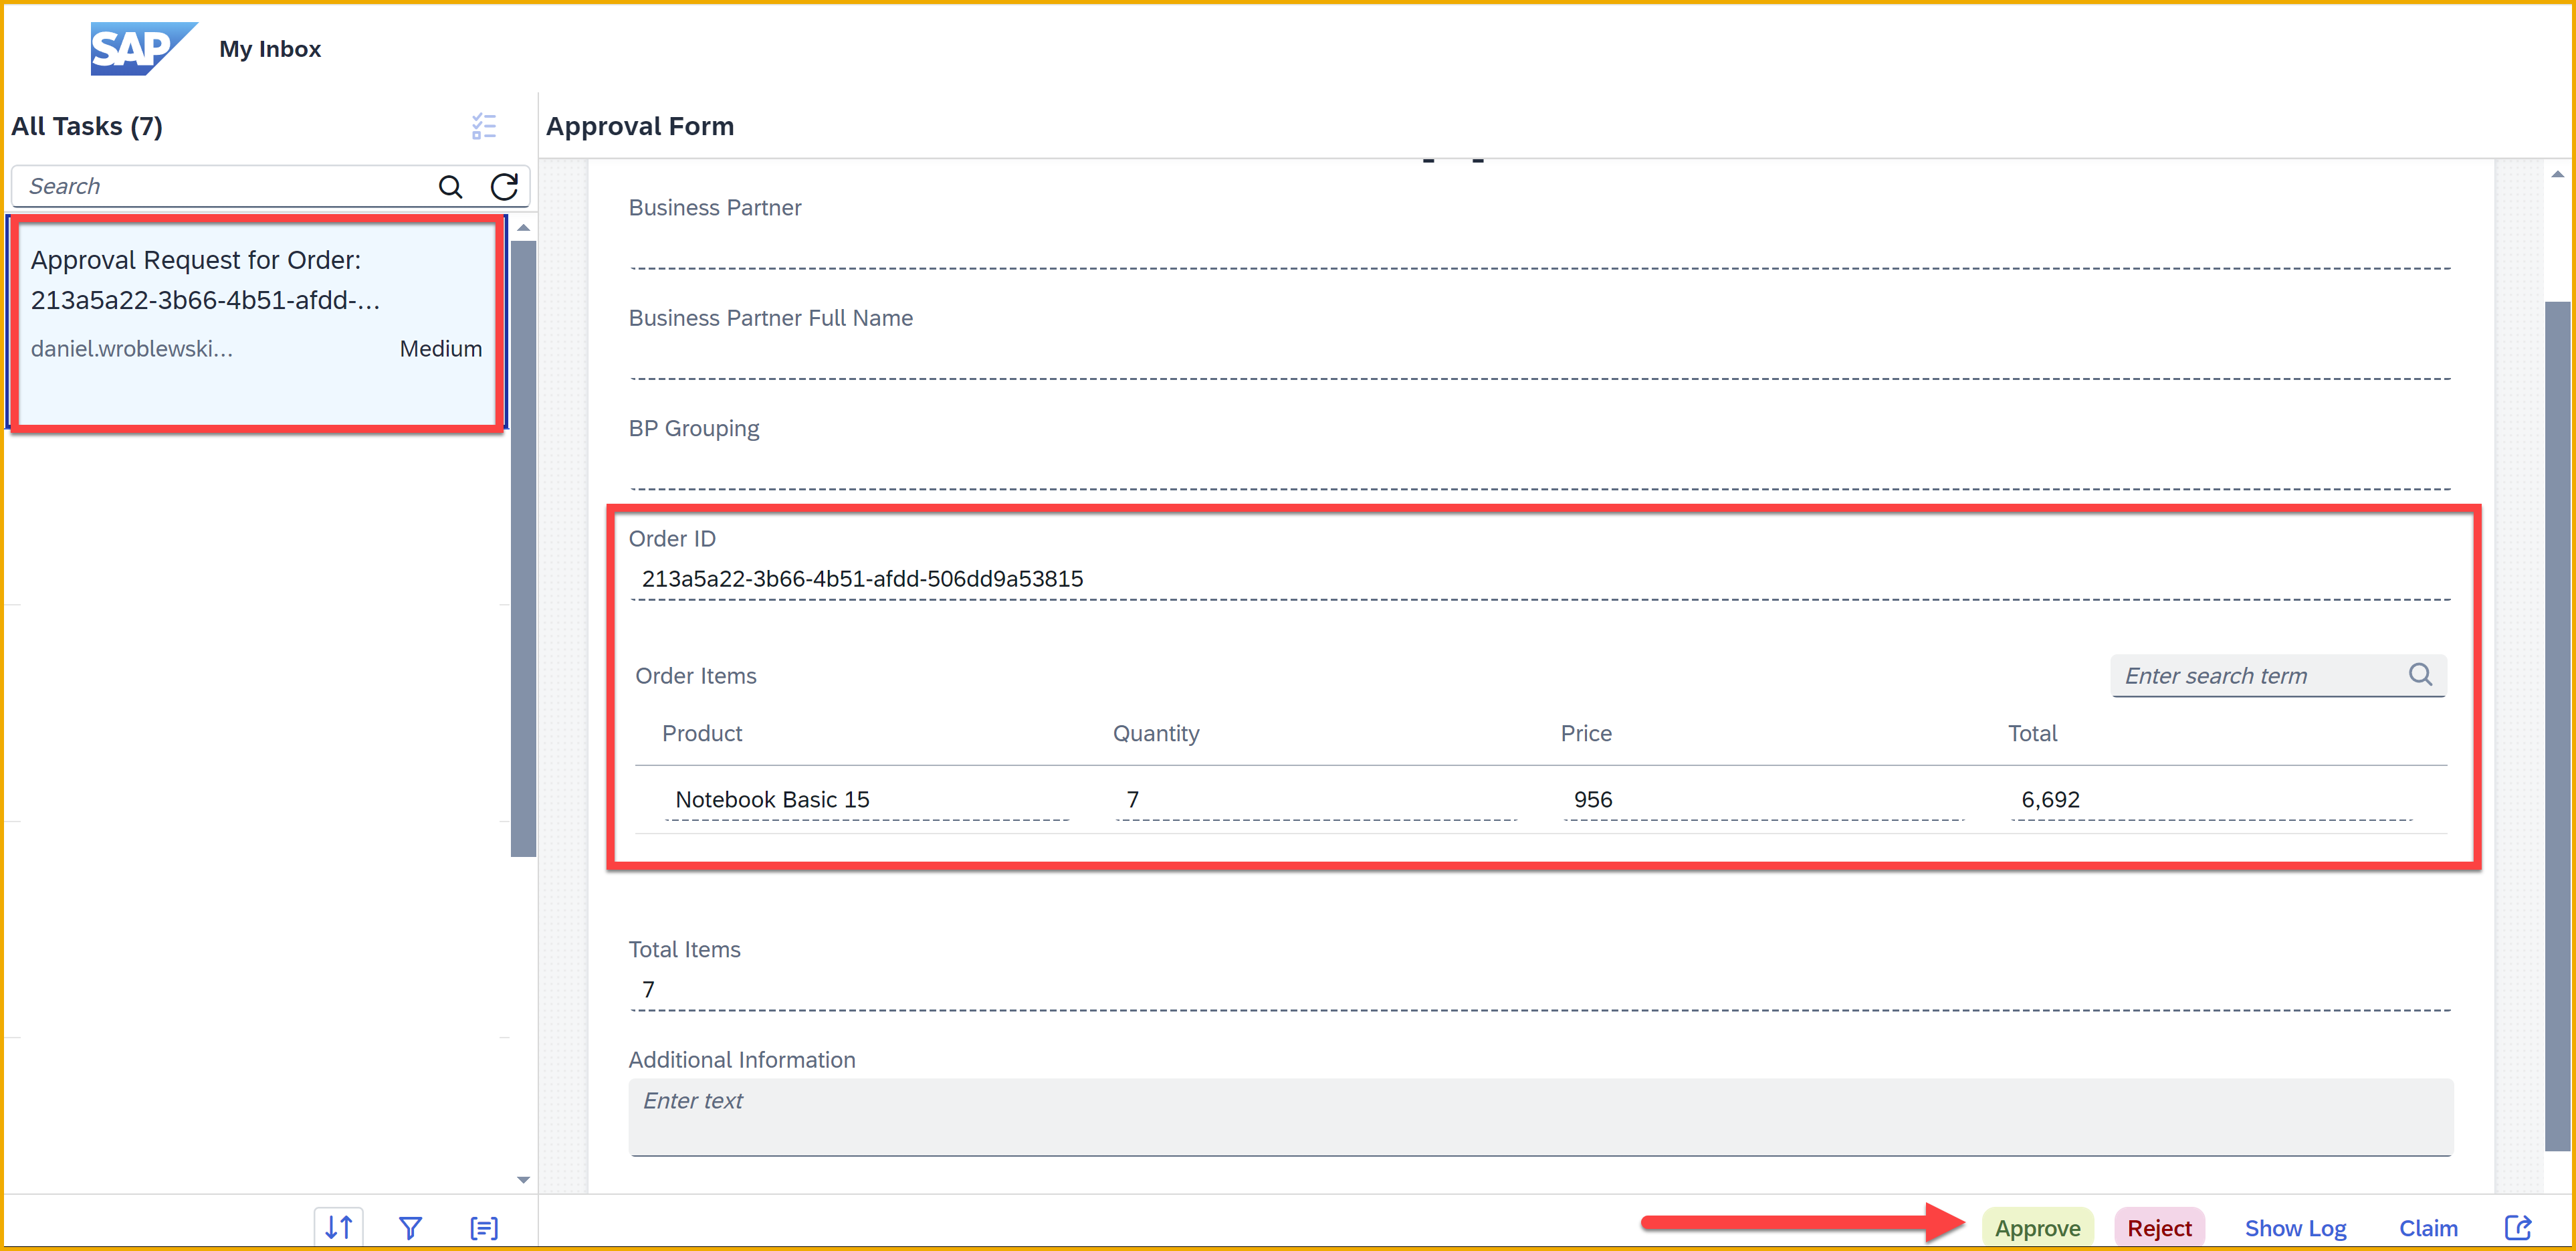 SAP My Inbox
All Tasks (7)
Search
Approval Request for Order:
213a5a22-3b66-4b51-afdd-...
daniel.wroblewski... Medium
Approval Form
Business Partner
Business Partner Full Name
BP Grouping
Order ID
213a5a22-3b66-4b51-afdd-506dd9a53815
Order Items Enter search term
Product Quantity Price Total
Notebook Basic 15 7 956 6,692
Total Items
7
Additional Information
Enter text
Approve Reject Show Log Claim